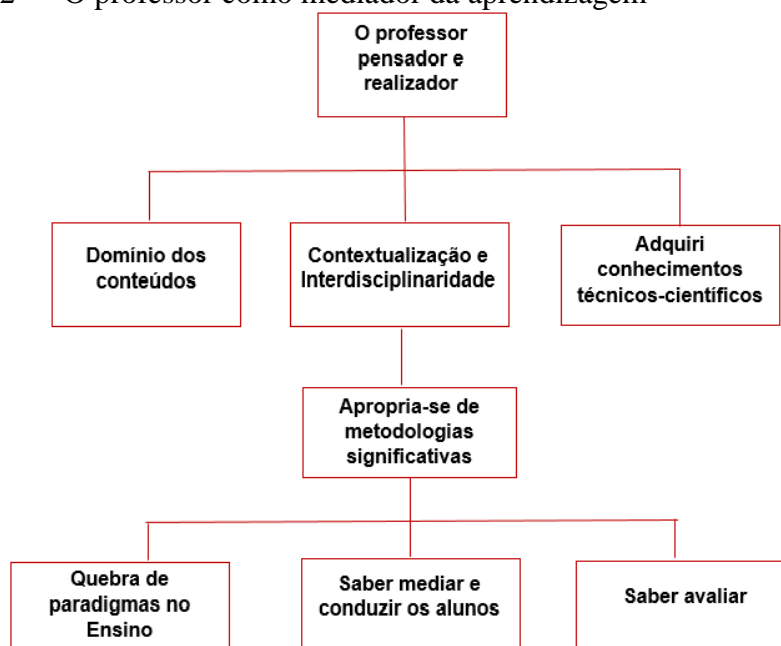 2 O professor como mediador da aprendizagem
O professor
pensador e
realizador
Domínio dos
conteúdos
Contextualização e
Interdisciplinaridade
Adquiri
conhecimentos
técnicos-científicos
Apropria-se de
metodologias
significativas
Quebra de
paradigmas no
Ensino
Saber mediar e
conduzir os alunos
Saber avaliar